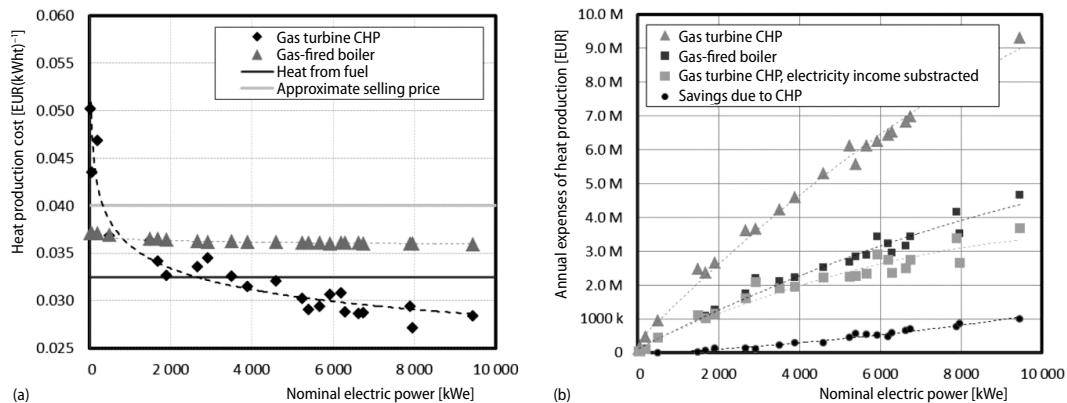 0.060
0.055
0.050
0.045
0.040
0.035
0.030
0.025
Heat production cost [EUR(kWht)⁻¹]
Gas turbine CHP
Gas-fired boiler
Heat from fuel
Approximate selling price
0 2 000 4 000 6 000 8 000 10 000
(a) Nominal electric power [kWe]
10.0 M
9.0 M
8.0 M
7.0 M
6.0 M
5.0 M
4.0 M
3.0 M
2.0 M
1000 k
0
Annual expenses of heat production [EUR]
Gas turbine CHP
Gas-fired boiler
Gas turbine CHP, electricity income substracted
Savings due to CHP
0 2 000 4 000 6 000 8 000 10 000
(b) Nominal electric power [kWe]